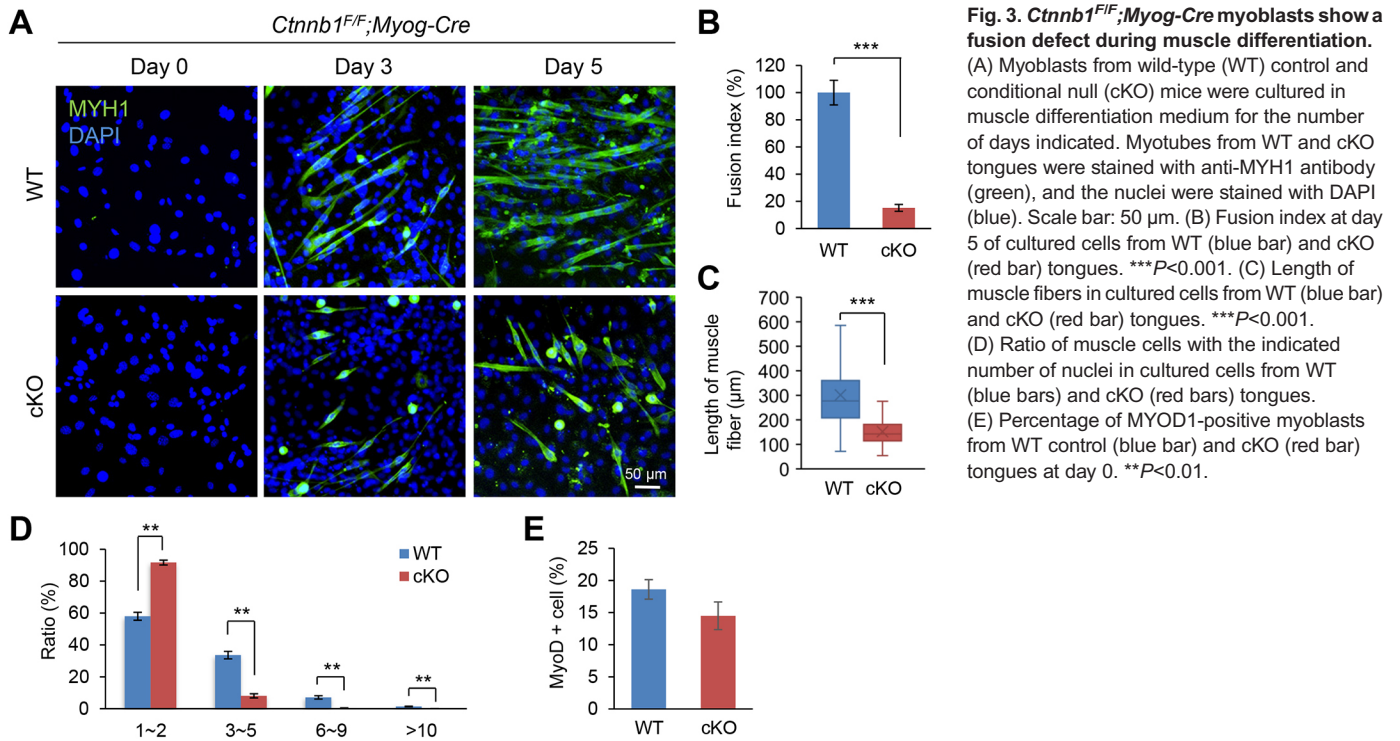 A
Ctnnb1F/F;Myog-Cre
Day 0
Day 3
Day 5
MYH1
DAPI
WT
cKO
50 µm
B
***
120
100
80
60
40
20
0
Fusion index (%)
WT
cKO
C
***
700
600
500
400
300
200
100
0
Length of muscle
fiber (µm)
WT
cKO
Fig. 3. Ctnnb1F/F;Myog-Cre myoblasts show a
fusion defect during muscle differentiation.
(A) Myoblasts from wild-type (WT) control and
conditional null (cKO) mice were cultured in
muscle differentiation medium for the number
of days indicated. Myotubes from WT and cKO
tongues were stained with anti-MYH1 antibody
(green), and the nuclei were stained with DAPI
(blue). Scale bar: 50 µm. (B) Fusion index at day
5 of cultured cells from WT (blue bar) and cKO
(red bar) tongues. ***P<0.001. (C) Length of
muscle fibers in cultured cells from WT (blue bar)
and cKO (red bar) tongues. ***P<0.001.
(D) Ratio of muscle cells with the indicated
number of nuclei in cultured cells from WT
(blue bars) and cKO (red bars) tongues.
(E) Percentage of MYOD1-positive myoblasts
from WT control (blue bar) and cKO (red bar)
tongues at day 0. **P<0.01.
D
**
**
**
**
WT
cKO
100
80
60
40
20
0
Ratio (%)
1~2
3~5
6~9
>10
E
25
20
15
10
5
0
MyoD + cell (%)
WT
cKO